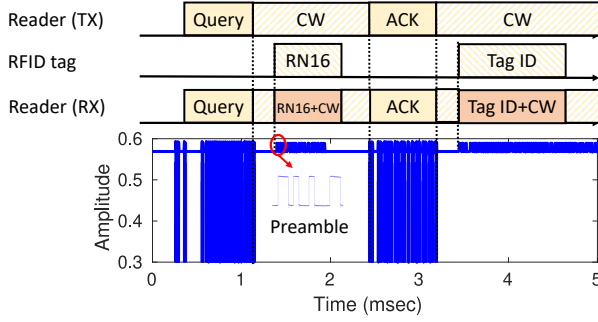 Reader (TX) Query CW ACK CW
RFID tag RN16 Tag ID
Reader (RX) Query RN16+CW ACK Tag ID+CW
0.6
0.5
0.4
0.3
Amplitude
Preamble
0 1 2 3 4 5
Time (msec)